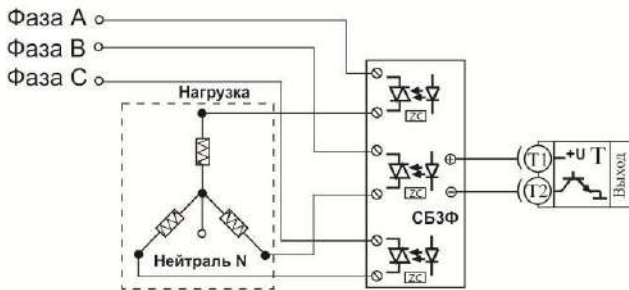 Фаза А
Фаза В
Фаза С
Нагрузка
ZC
ZC
ZC
Нейтраль N
СБ3Ф
T1
+U T
T2
Выход